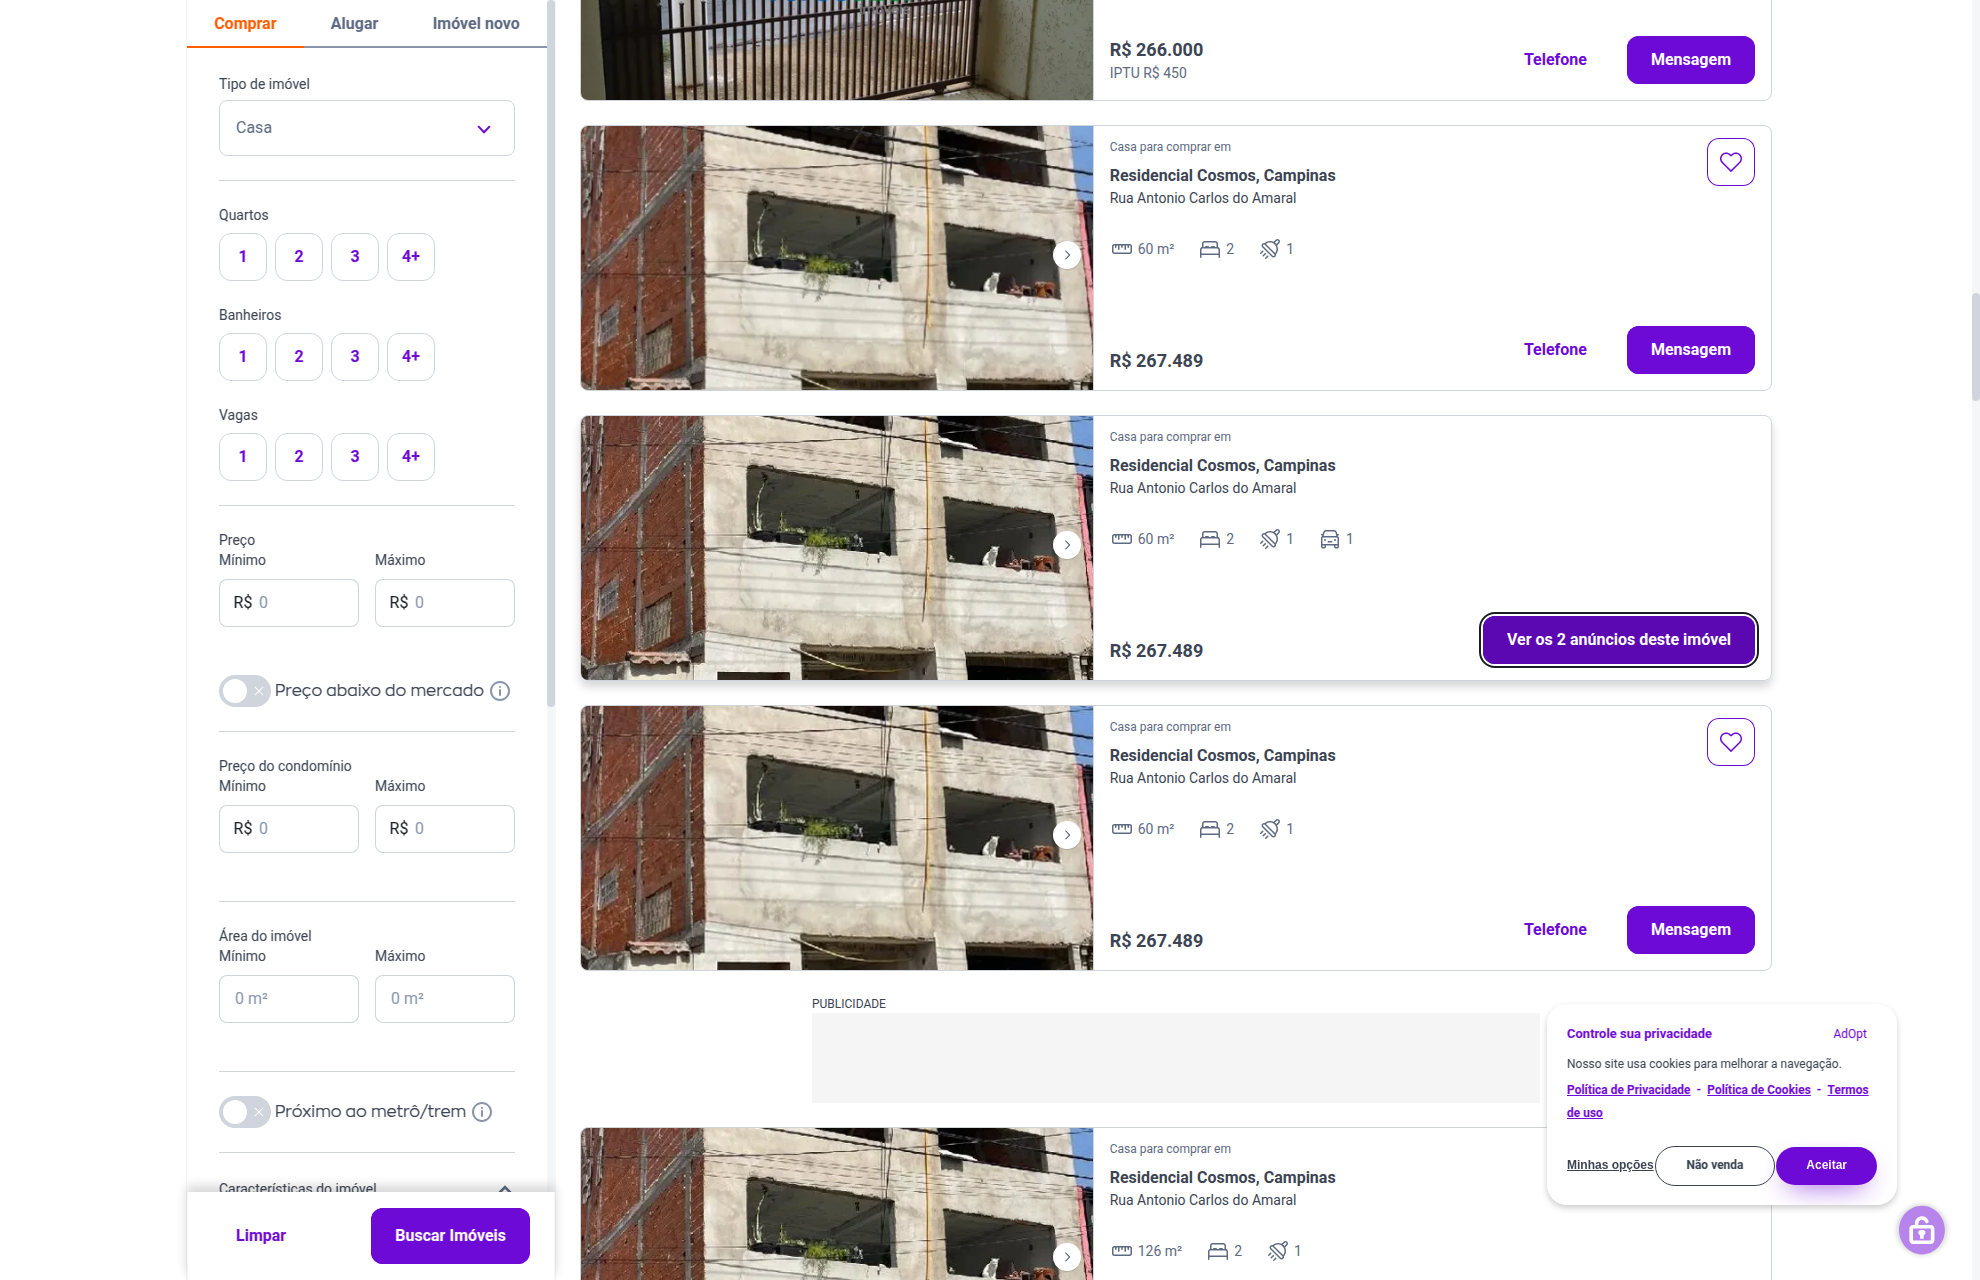 Comprar
Alugar
Imóvel novo
Tipo de imóvel
Casa
Quartos
1
2
3
4+
Banheiros
1
2
3
4+
Vagas
1
2
3
4+
Preço
Mínimo
Máximo
R$ 0
R$ 0
Preço abaixo do mercado
Preço do condomínio
Mínimo
Máximo
R$ 0
R$ 0
Área do imóvel
Mínimo
Máximo
0 m²
0 m²
Próximo ao metrô/trem
Características do imóvel
Limpar
Buscar Imóveis
R$ 266.000
IPTU R$ 450
Telefone
Mensagem
Casa para comprar em
Residencial Cosmos, Campinas
Rua Antonio Carlos do Amaral
60 m²
2
1
R$ 267.489
Telefone
Mensagem
Casa para comprar em
Residencial Cosmos, Campinas
Rua Antonio Carlos do Amaral
60 m²
2
1
1
R$ 267.489
Ver os 2 anúncios deste imóvel
Casa para comprar em
Residencial Cosmos, Campinas
Rua Antonio Carlos do Amaral
60 m²
2
1
R$ 267.489
Telefone
Mensagem
PUBLICIDADE
Casa para comprar em
Residencial Cosmos, Campinas
Rua Antonio Carlos do Amaral
126 m²
2
1
Controle sua privacidade
AdOpt
Nosso site usa cookies para melhorar a navegação.
Política de Privacidade - Política de Cookies - Termos
de uso
Minhas opções
Não venda
Aceitar